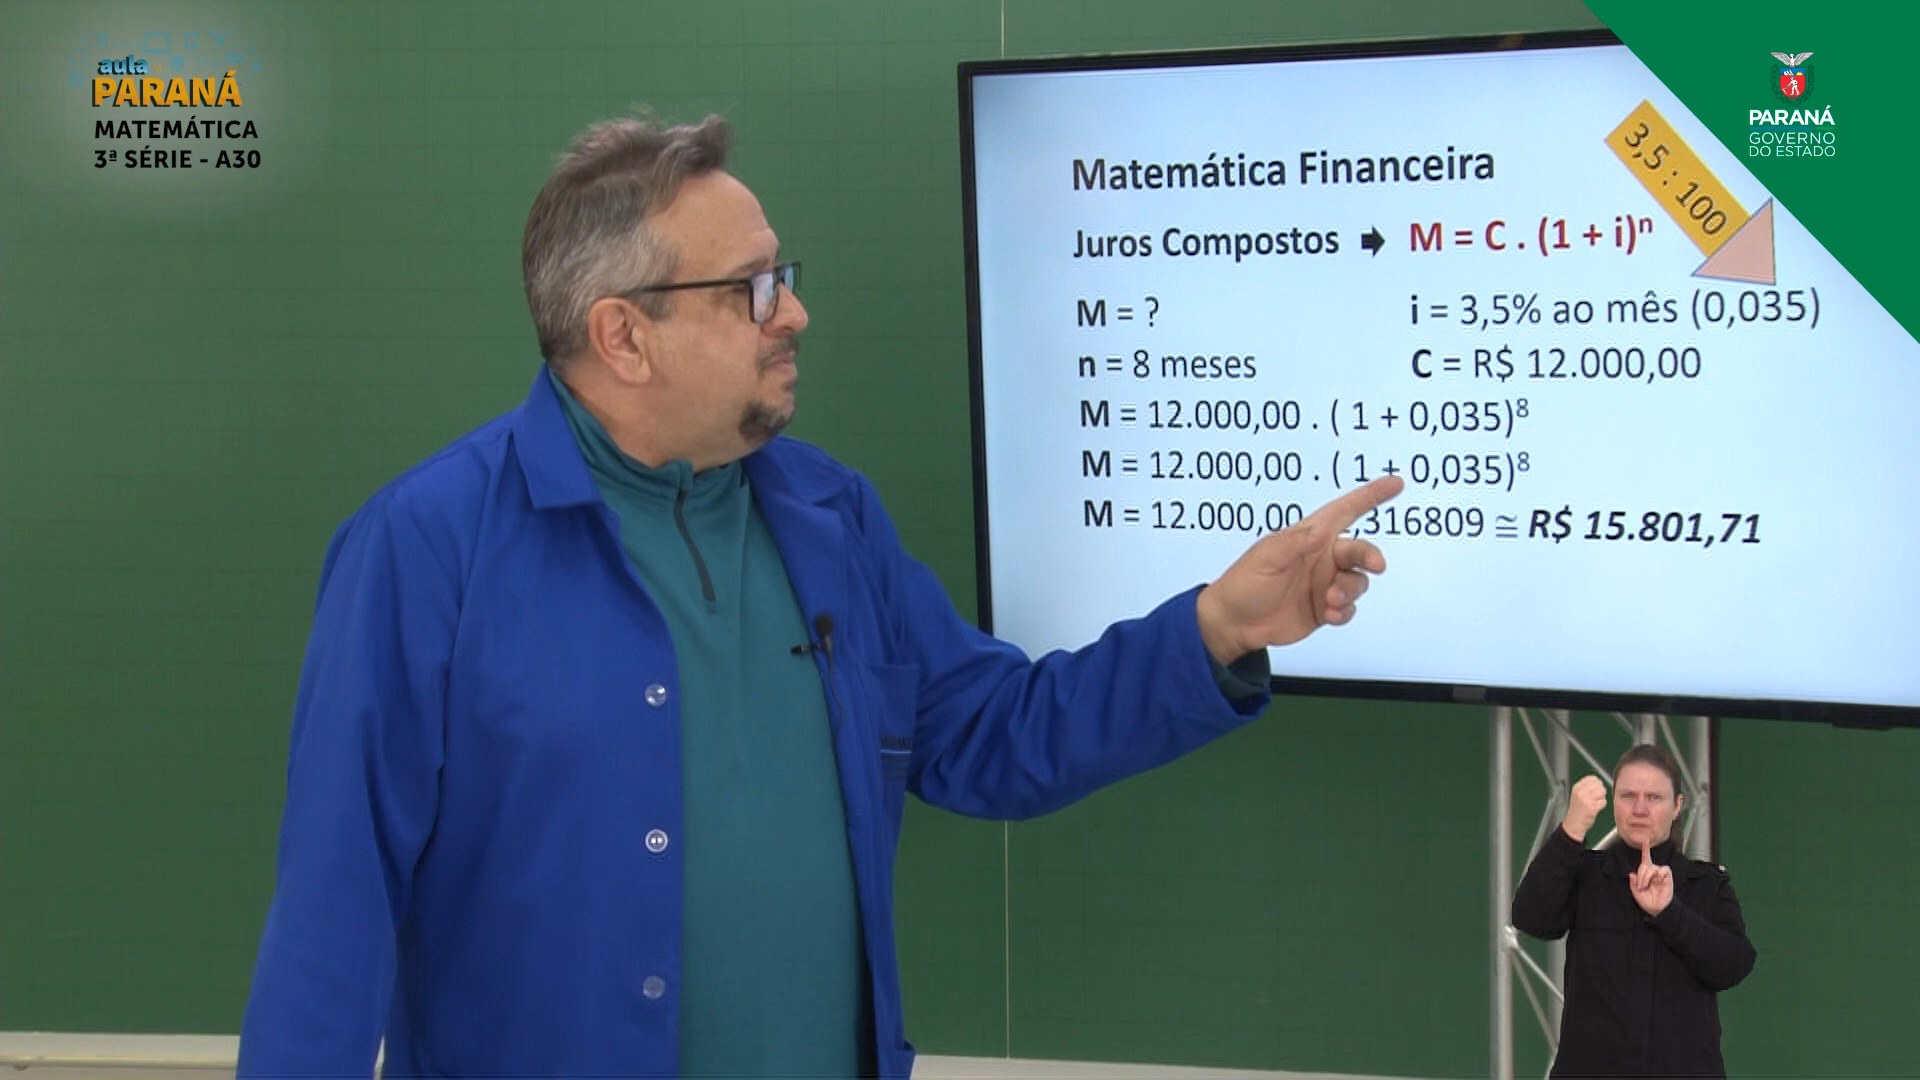 aula
PARANÁ
MATEMÁTICA
3ª SÉRIE - A30
PARANÁ
GOVERNO
DO ESTADO
3,5 : 100
Matemática Financeira
Juros Compostos ➡ M = C . (1 + i)ⁿ
M = ? i = 3,5% ao mês (0,035)
n = 8 meses C = R$ 12.000,00
M = 12.000,00 . ( 1 + 0,035)⁸
M = 12.000,00 . ( 1 + 0,035)⁸
M = 12.000,00 ,316809 ≅ R$ 15.801,71